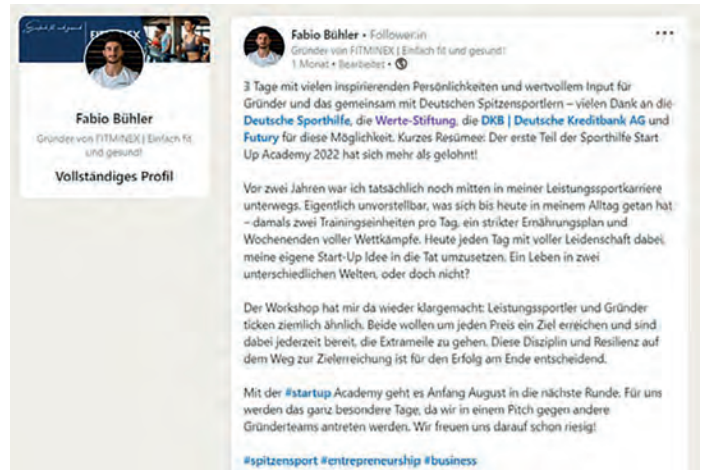 FITMINEX
Fabio Bühler
Gründer von FITMINEX | Einfach fit
und gesund!
Vollständiges Profil
Fabio Bühler • Follower:in
Gründer von FITMINEX | Einfach fit und gesund!
1 Monat • Bearbeitet •
3 Tage mit vielen inspirierenden Persönlichkeiten und wertvollem Input für
Gründer und das gemeinsam mit Deutschen Spitzensportlern – vielen Dank an die
Deutsche Sporthilfe, die Werte-Stiftung, die DKB | Deutsche Kreditbank AG und
Futury für diese Möglichkeit. Kurzes Resümee: Der erste Teil der Sporthilfe Start
Up Academy 2022 hat sich mehr als gelohnt!
Vor zwei Jahren war ich tatsächlich noch mitten in meiner Leistungssportkarriere
unterwegs. Eigentlich unvorstellbar, was sich bis heute in meinem Alltag getan hat
– damals zwei Trainingseinheiten pro Tag, ein strikter Ernährungsplan und
Wochenenden voller Wettkämpfe. Heute jeden Tag mit voller Leidenschaft dabei,
meine eigene Start-Up Idee in die Tat umzusetzen. Ein Leben in zwei
unterschiedlichen Welten, oder doch nicht?
Der Workshop hat mir da wieder klargemacht: Leistungssportler und Gründer
ticken ziemlich ähnlich. Beide wollen um jeden Preis ein Ziel erreichen und sind
dabei jederzeit bereit, die Extrameile zu gehen. Diese Disziplin und Resilienz auf
dem Weg zur Zielerreichung ist für den Erfolg am Ende entscheidend.
Mit der #startup Academy geht es Anfang August in die nächste Runde. Für uns
werden das ganz besondere Tage, da wir in einem Pitch gegen andere
Gründerteams antreten werden. Wir freuen uns darauf schon riesig!
#spitzensport #entrepreneurship #business